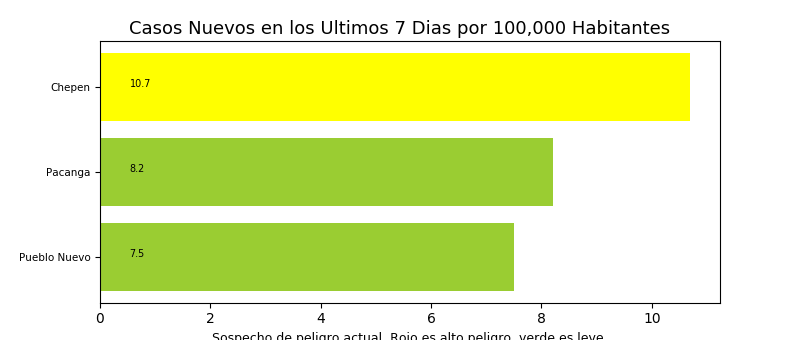 Casos Nuevos en los Ultimos 7 Dias por 100,000 Habitantes
Chepen
10.7
Pacanga
8.2
Pueblo Nuevo
7.5
0 2 4 6 8 10
Sospecho de peligro actual. Rojo es alto peligro, verde es leve